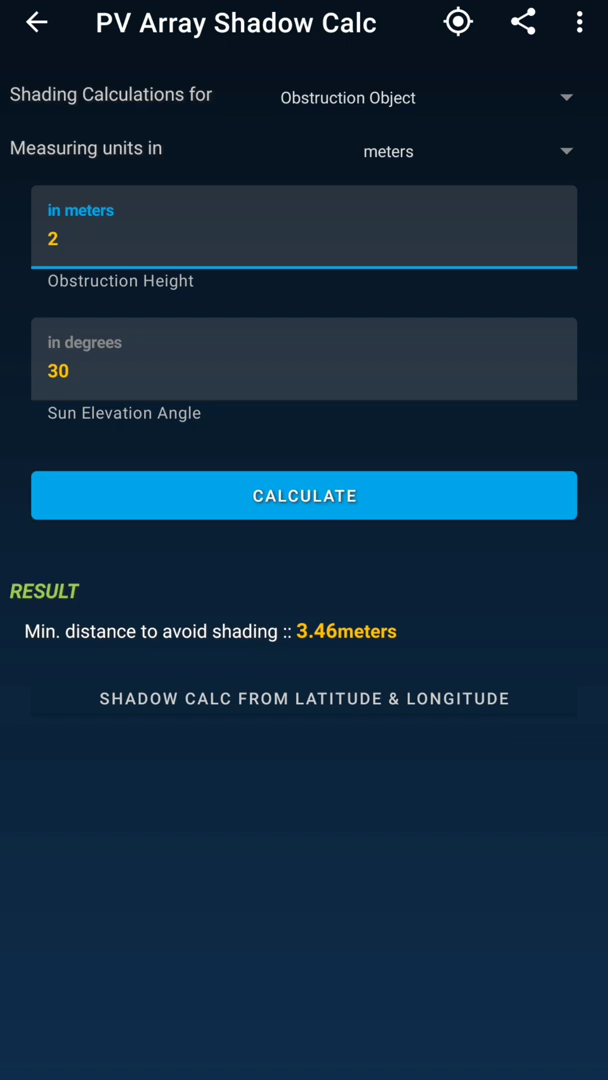 PV Array Shadow Calc
Shading Calculations for
Obstruction Object
Measuring units in
meters
in meters
2
Obstruction Height
in degrees
30
Sun Elevation Angle
CALCULATE
RESULT
Min. distance to avoid shading :: 3.46meters
SHADOW CALC FROM LATITUDE & LONGITUDE